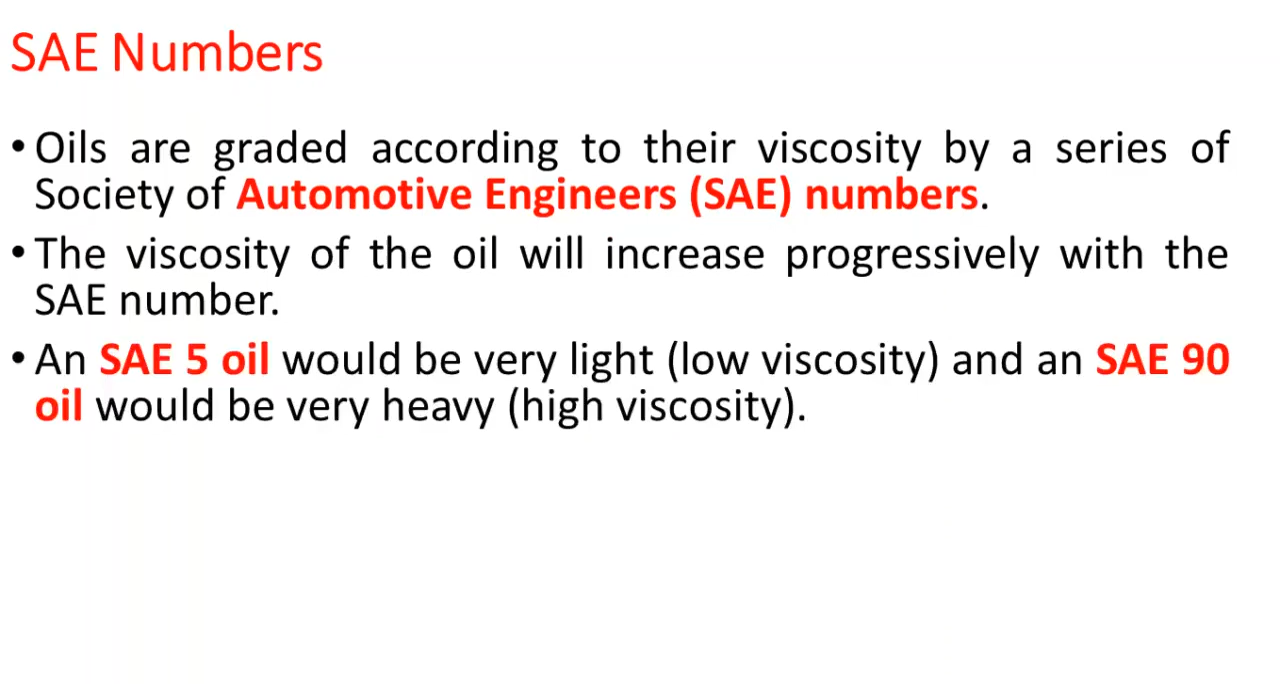 SAE Numbers
• Oils are graded according to their viscosity by a series of
Society of Automotive Engineers (SAE) numbers.
• The viscosity of the oil will increase progressively with the
SAE number.
• An SAE 5 oil would be very light (low viscosity) and an SAE 90
oil would be very heavy (high viscosity).